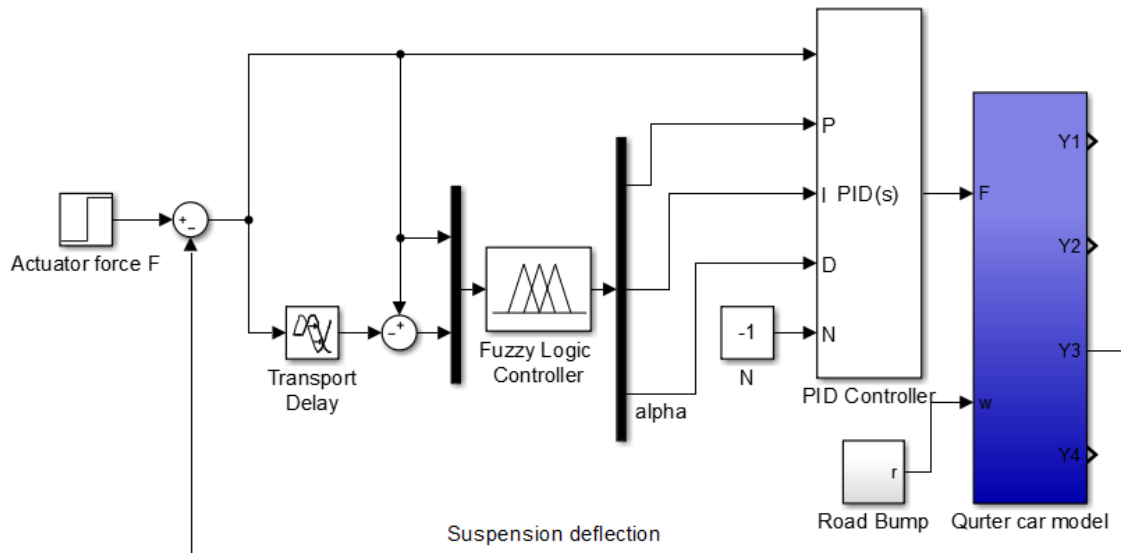 Actuator force F
+
−
Transport
Delay
−
+
Fuzzy Logic
Controller
alpha
P
I
D
N
PID(s)
PID Controller
-1
N
r
Road Bump
F
w
Y1
Y2
Y3
Y4
Qurter car model
Suspension deflection